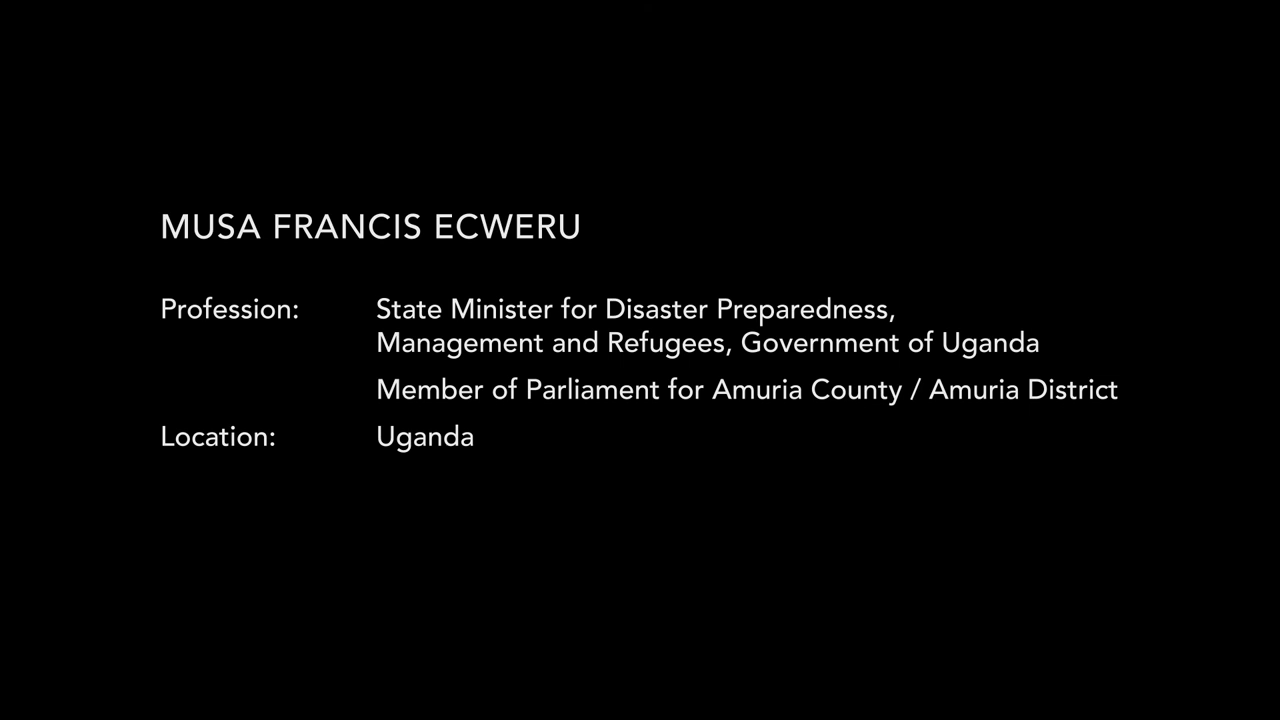 MUSA FRANCIS ECWERU
Profession: State Minister for Disaster Preparedness,
Management and Refugees, Government of Uganda
Member of Parliament for Amuria County / Amuria District
Location: Uganda